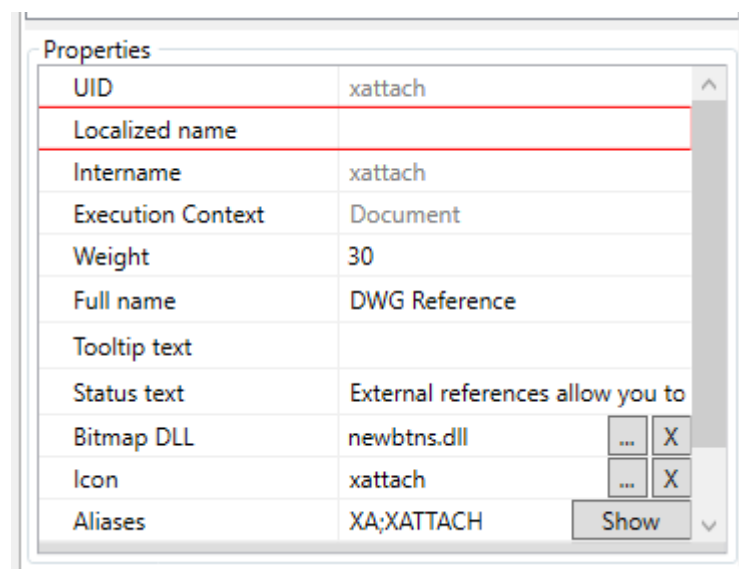 Properties
UID xattach
Localized name
Intername xattach
Execution Context Document
Weight 30
Full name DWG Reference
Tooltip text
Status text External references allow you to
Bitmap DLL newbtns.dll ... X
Icon xattach ... X
Aliases XA;XATTACH Show